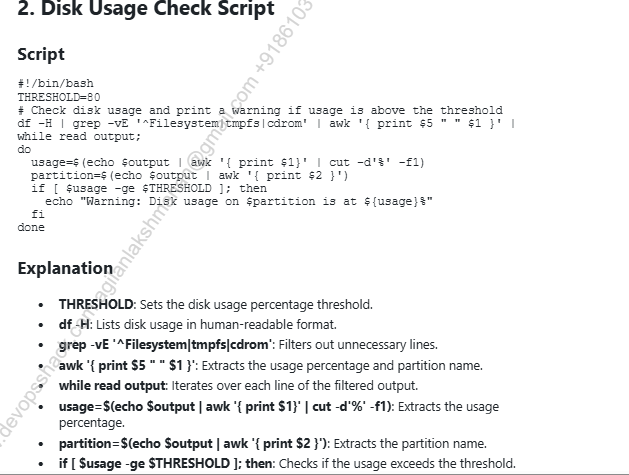 2. Disk Usage Check Script
Script
#!/bin/bash
THRESHOLD=80
# Check disk usage and print a warning if usage is above the threshold
df -H | grep -vE '^Filesystem|tmpfs|cdrom' | awk '{ print $5 " " $1 }' |
while read output;
do
  usage=$(echo $output | awk '{ print $1}' | cut -d'%' -f1)
  partition=$(echo $output | awk '{ print $2 }')
  if [ $usage -ge $THRESHOLD ]; then
    echo "Warning: Disk usage on $partition is at ${usage}%"
  fi
done
Explanation
• THRESHOLD: Sets the disk usage percentage threshold.
• df -H: Lists disk usage in human-readable format.
• grep -vE '^Filesystem|tmpfs|cdrom': Filters out unnecessary lines.
• awk '{ print $5 " " $1 }': Extracts the usage percentage and partition name.
• while read output: Iterates over each line of the filtered output.
• usage=$(echo $output | awk '{ print $1}' | cut -d'%' -f1): Extracts the usage
percentage.
• partition=$(echo $output | awk '{ print $2 }'): Extracts the partition name.
• if [ $usage -ge $THRESHOLD ]; then: Checks if the usage exceeds the threshold.